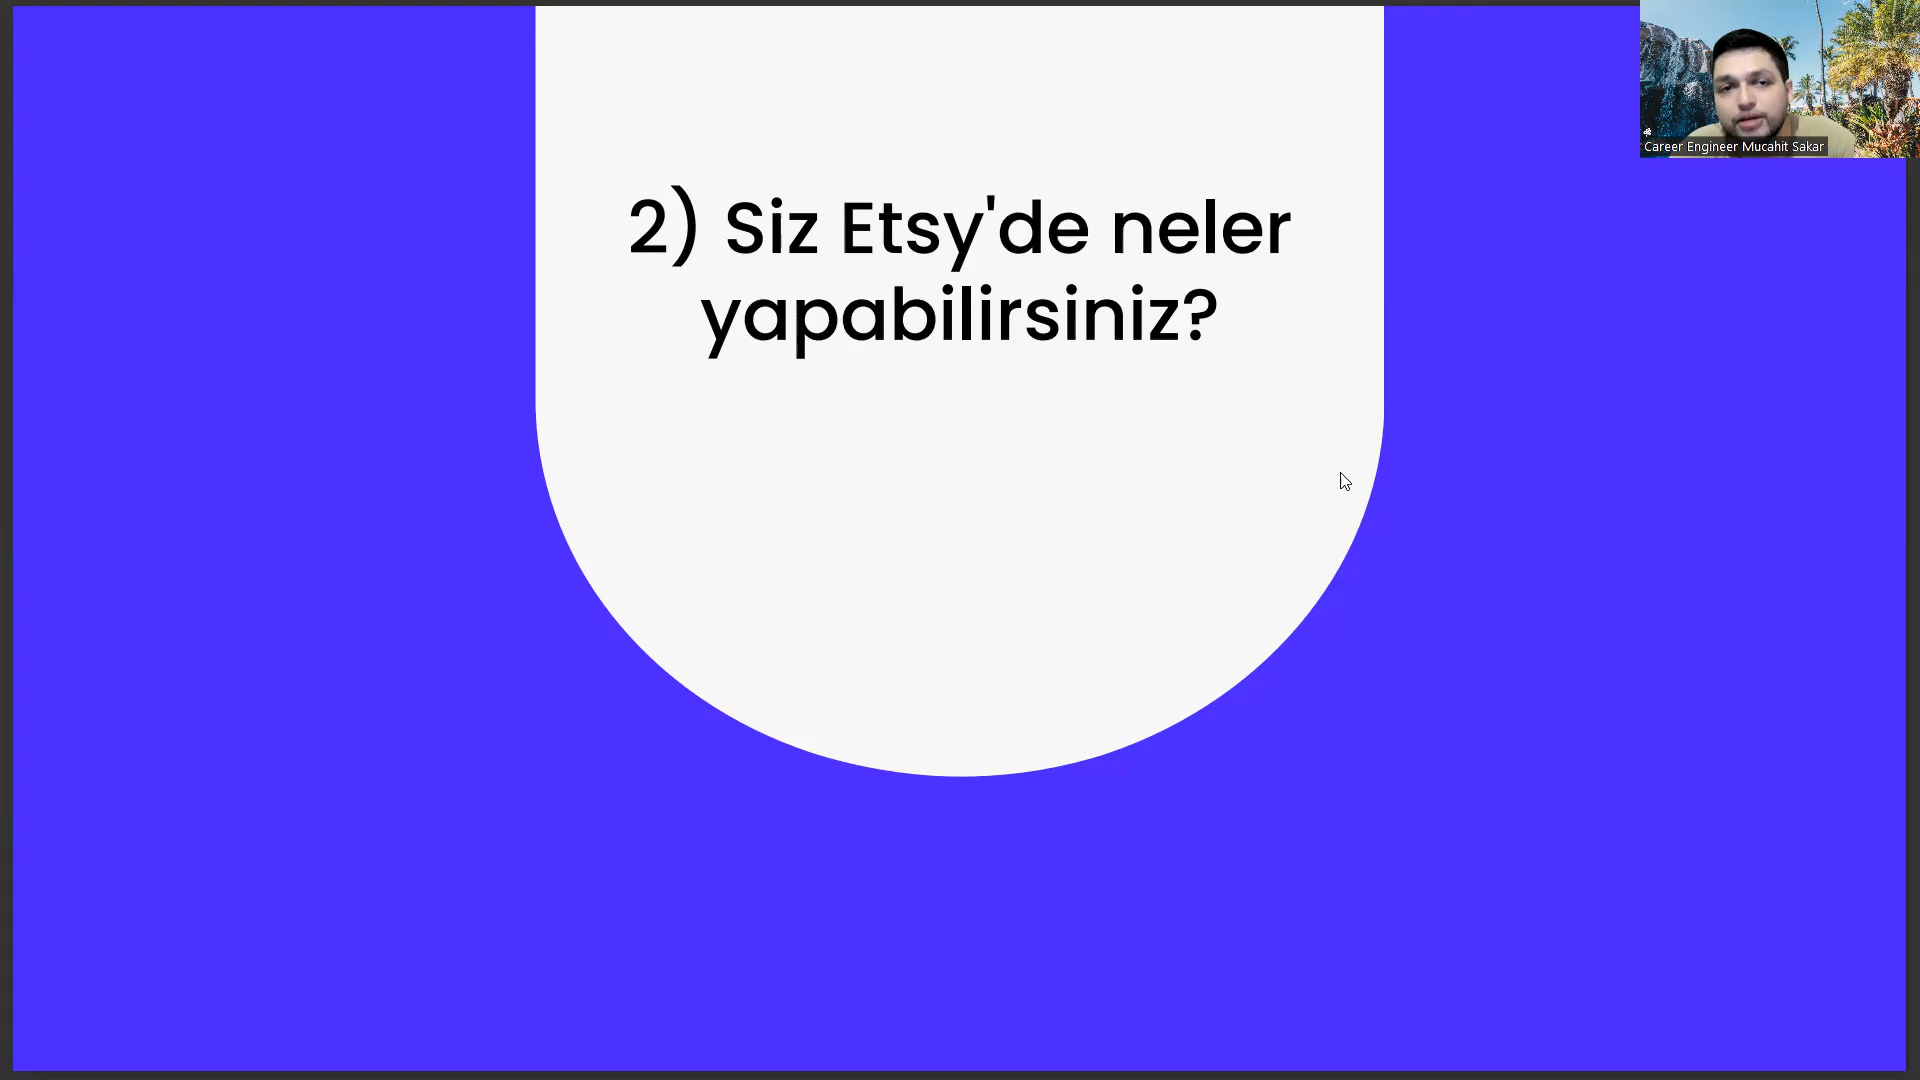 2) Siz Etsy'de neler
yapabilirsiniz?
Career Engineer Mucahit Sakar